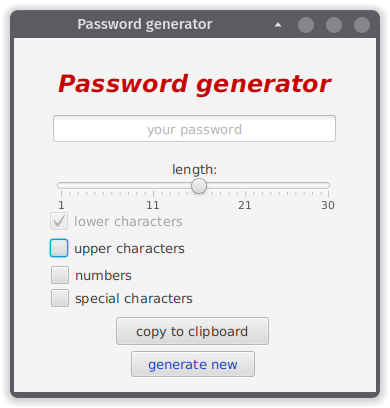 Password generator
Password generator
your password
length:
1 11 21 30
lower characters
upper characters
numbers
special characters
copy to clipboard
generate new